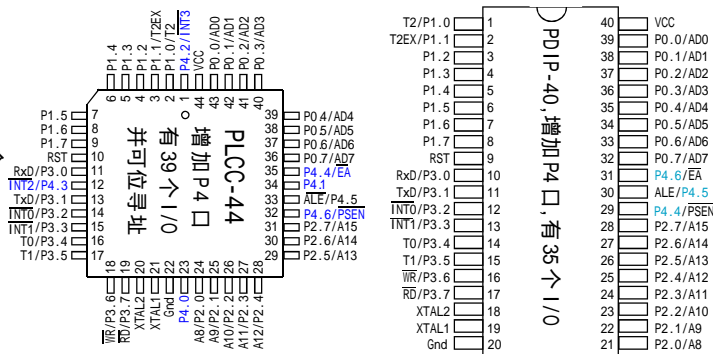 P1.4
P1.3
P1.2
P1.1/T2EX
P1.0/T2
P4.2/INT3
VCC
P0.0/AD0
P0.1/AD1
P0.2/AD2
P0.3/AD3
6
5
4
3
2
1
44
43
42
41
40
P1.5 7
P1.6 8
P1.7 9
RST 10
RxD/P3.0 11
INT2/P4.3 12
TxD/P3.1 13
INT0/P3.2 14
INT1/P3.3 15
T0/P3.4 16
T1/P3.5 17
PLCC-44
增加P4口
有39个I/O
并可位寻址
39 P0.4/AD4
38 P0.5/AD5
37 P0.6/AD6
36 P0.7/AD7
35 P4.4/EA
34 P4.1
33 ALE/P4.5
32 P4.6/PSEN
31 P2.7/A15
30 P2.6/A14
29 P2.5/A13
18
19
20
21
22
23
24
25
26
27
28
WR/P3.6
RD/P3.7
XTAL2
XTAL1
Gnd
P4.0
A8/P2.0
A9/P2.1
A10/P2.2
A11/P2.3
A12/P2.4
T2/P1.0 1
T2EX/P1.1 2
P1.2 3
P1.3 4
P1.4 5
P1.5 6
P1.6 7
P1.7 8
RST 9
RxD/P3.0 10
TxD/P3.1 11
INT0/P3.2 12
INT1/P3.3 13
T0/P3.4 14
T1/P3.5 15
WR/P3.6 16
RD/P3.7 17
XTAL2 18
XTAL1 19
Gnd 20
PDIP-40,增加P4口,有35个I/O
40 VCC
39 P0.0/AD0
38 P0.1/AD1
37 P0.2/AD2
36 P0.3/AD3
35 P0.4/AD4
34 P0.5/AD5
33 P0.6/AD6
32 P0.7/AD7
31 P4.6/EA
30 ALE/P4.5
29 P4.4/PSEN
28 P2.7/A15
27 P2.6/A14
26 P2.5/A13
25 P2.4/A12
24 P2.3/A11
23 P2.2/A10
22 P2.1/A9
21 P2.0/A8